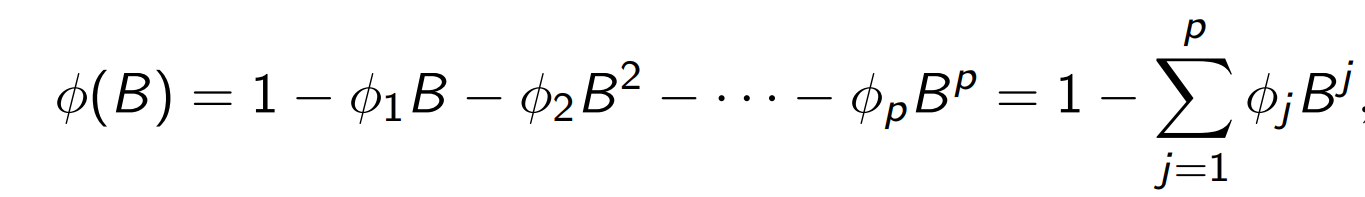 ϕ(B) = 1 − ϕ₁B − ϕ₂B² − ⋯ − ϕₚBᵖ = 1 − ∑_{j=1}^{p} ϕⱼBʲ,